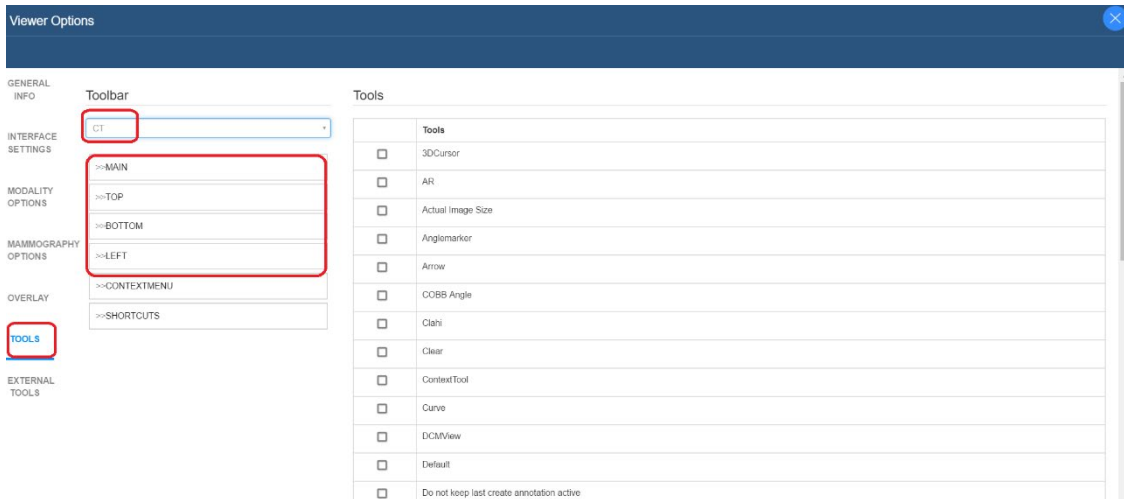 Viewer Options
GENERAL
INFO
INTERFACE
SETTINGS
MODALITY
OPTIONS
MAMMOGRAPHY
OPTIONS
OVERLAY
TOOLS
EXTERNAL
TOOLS
Toolbar
CT
>>MAIN
>>TOP
>>BOTTOM
>>LEFT
>>CONTEXTMENU
>>SHORTCUTS
Tools
Tools
3DCursor
AR
Actual Image Size
Anglemarker
Arrow
COBB Angle
Clahi
Clear
ContextTool
Curve
DCMView
Default
Do not keep last create annotation active